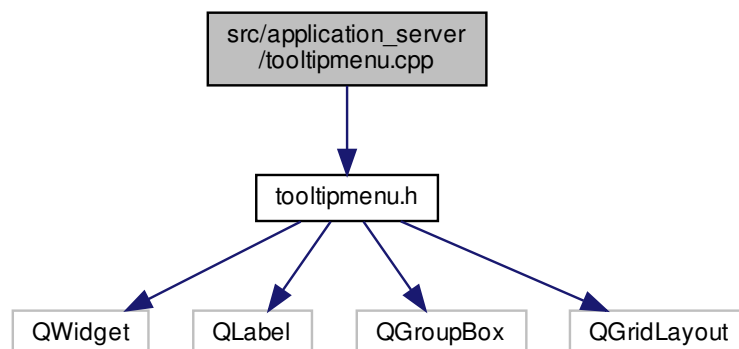 src/application_server
/tooltipmenu.cpp
tooltipmenu.h
QWidget
QLabel
QGroupBox
QGridLayout